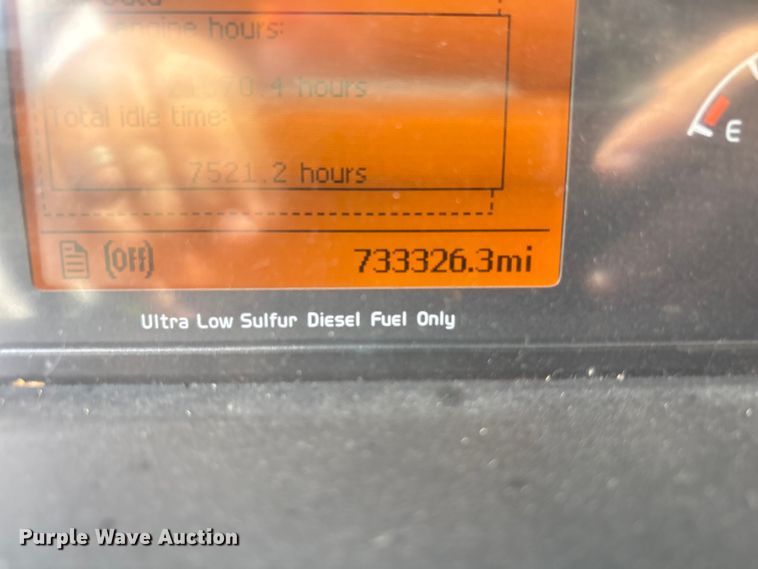 engine hours:
hours
Total idle time:
7521.2 hours
(OFF) 733326.3mi
E
Ultra Low Sulfur Diesel Fuel Only
Purple Wave Auction